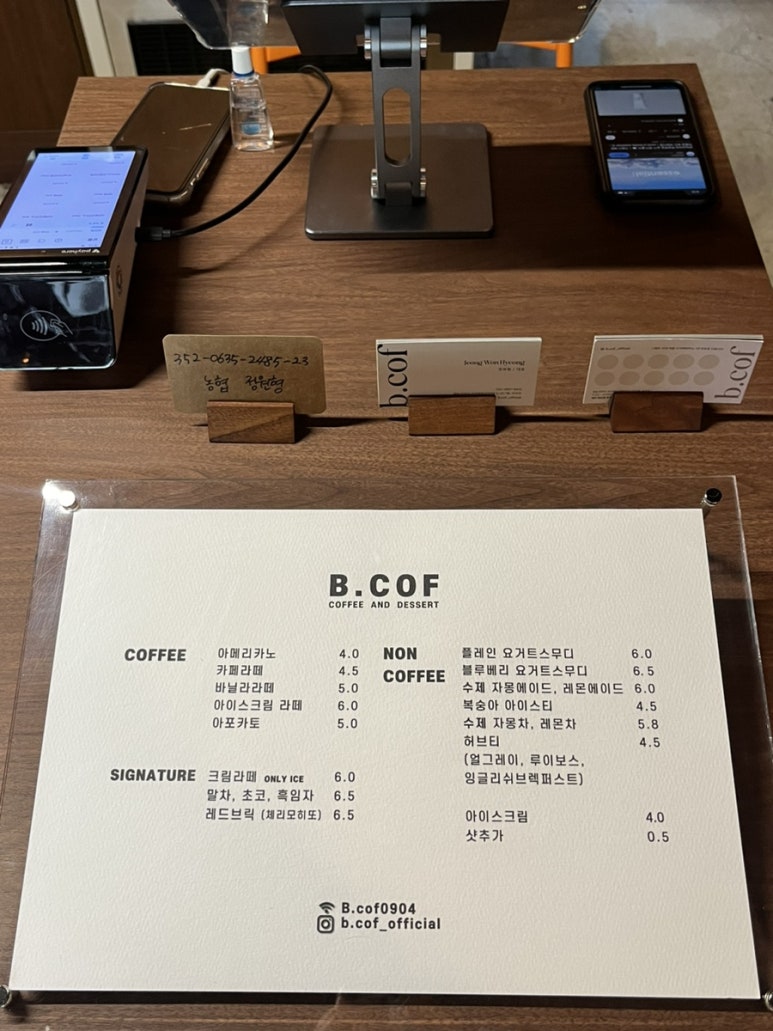 payhere
352-0635-2485-23
농협 정원형
b.cof
Jeong Won Hyeong
b.cof
B.COF
COFFEE AND DESSERT
COFFEE
아메리카노 4.0
카페라떼 4.5
바닐라라떼 5.0
아이스크림 라떼 6.0
아포카토 5.0
SIGNATURE
크림라떼 ONLY ICE 6.0
말차, 초코, 흑임자 6.5
레드브릭 (체리모히또) 6.5
NON
COFFEE
플레인 요거트스무디 6.0
블루베리 요거트스무디 6.5
수제 자몽에이드, 레몬에이드 6.0
복숭아 아이스티 4.5
수제 자몽차, 레몬차 5.8
허브티 4.5
(얼그레이, 루이보스,
잉글리쉬브렉퍼스트)
아이스크림 4.0
샷추가 0.5
B.cof0904
b.cof_official